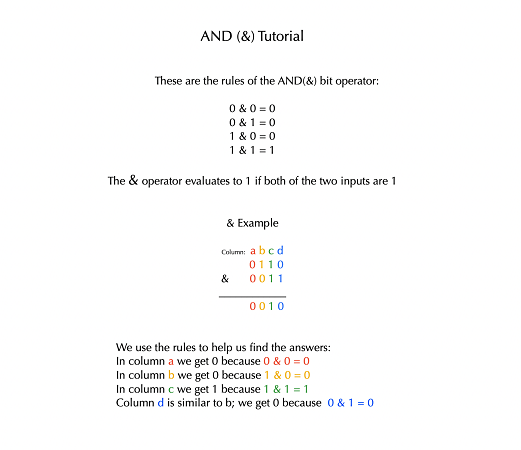 AND (&) Tutorial
These are the rules of the AND(&) bit operator:
0 & 0 = 0
0 & 1 = 0
1 & 0 = 0
1 & 1 = 1
The & operator evaluates to 1 if both of the two inputs are 1
& Example
Column: a b c d
0 1 1 0
& 0 0 1 1
0 0 1 0
We use the rules to help us find the answers:
In column a we get 0 because 0 & 0 = 0
In column b we get 0 because 1 & 0 = 0
In column c we get 1 because 1 & 1 = 1
Column d is similar to b; we get 0 because 0 & 1 = 0